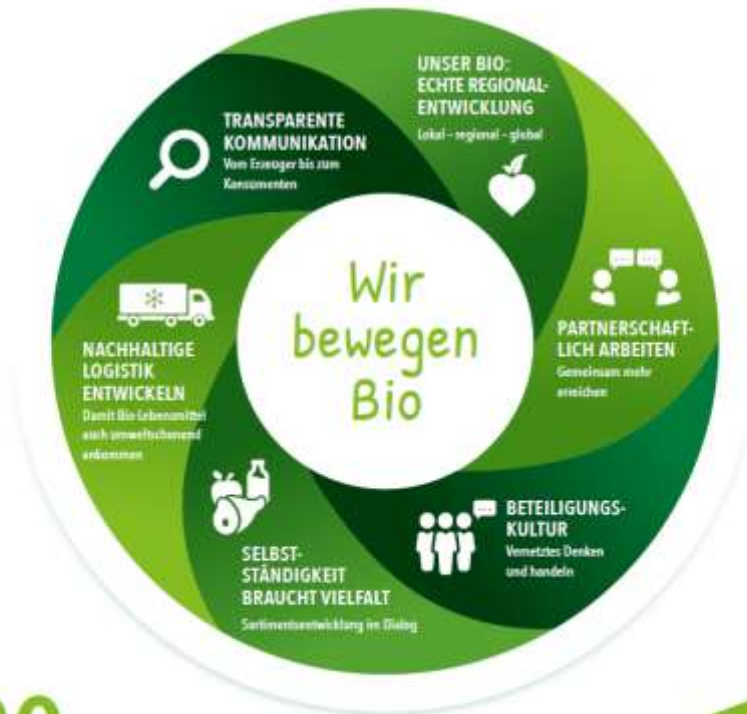 UNSER BIO:
ECHTE REGIONAL-
ENTWICKLUNG
Lokal – regional – global
TRANSPARENTE
KOMMUNIKATION
Vom Erzeuger bis zum
Konsumenten
PARTNERSCHAFT-
LICH ARBEITEN
Gemeinsam mehr
erreichen
Wir
bewegen
Bio
NACHHALTIGE
LOGISTIK
ENTWICKELN
Damit Bio-Lebensmittel
auch umweltschonend
ankommen
BETEILIGUNGS-
KULTUR
Vernetztes Denken
und handeln
SELBST-
STÄNDIGKEIT
BRAUCHT VIELFALT
Sortimentsentwicklung im Dialog